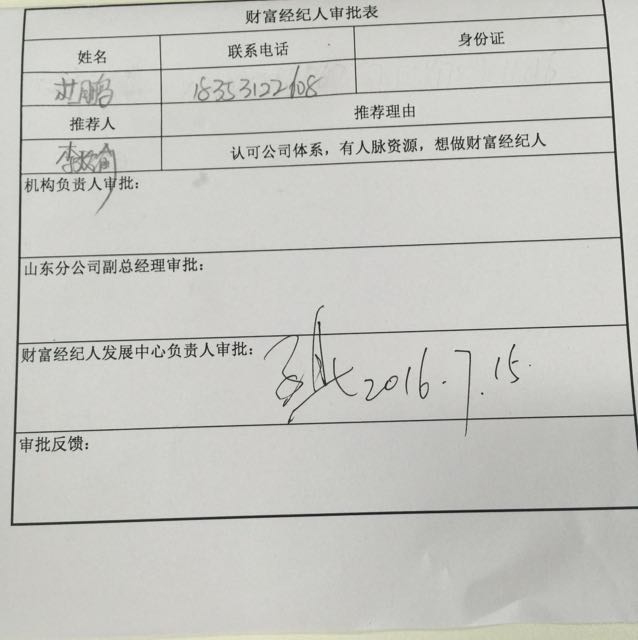 财富经纪人审批表
姓名 联系电话 身份证
鹏 18353122608
推荐人 推荐理由
李 认可公司体系，有人脉资源，想做财富经纪人
机构负责人审批：
山东分公司副总经理审批：
财富经纪人发展中心负责人审批： 2016.7.15.
审批反馈：